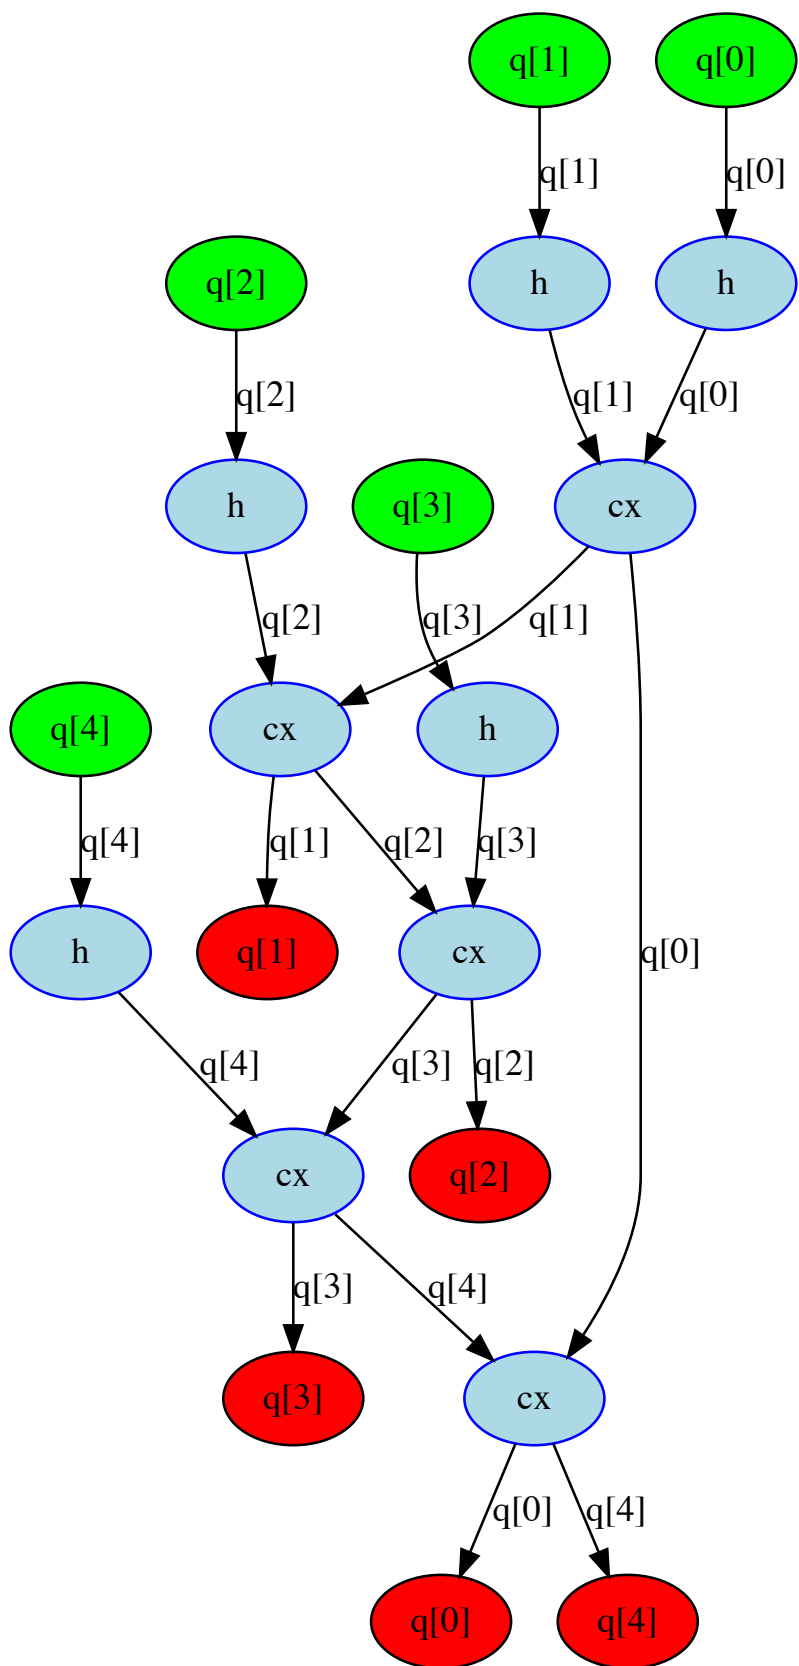 q[1] q[0]
q[1] q[0]
q[2] h h
q[2] q[1] q[0]
h q[3] cx
q[2] q[3] q[1]
q[4] cx h
q[4] q[1] q[2] q[3]
h q[1] cx q[0]
q[4] q[3] q[2]
cx q[2]
q[3] q[4]
q[3] cx
q[0] q[4]
q[0] q[4]